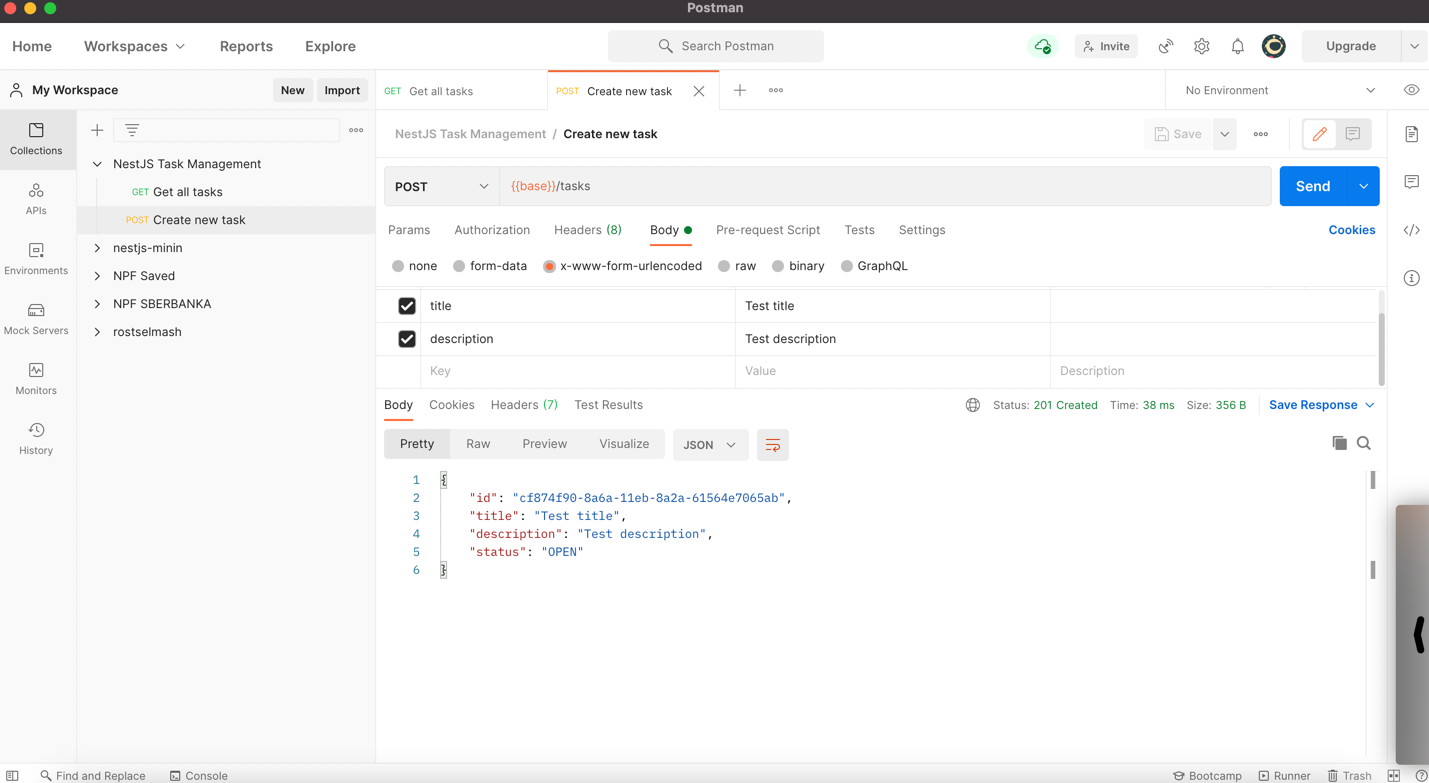 Postman
Home Workspaces Reports Explore Search Postman Invite Upgrade
My Workspace New Import GET Get all tasks POST Create new task No Environment
Collections
APIs
Environments
Mock Servers
Monitors
History
NestJS Task Management
GET Get all tasks
POST Create new task
nestjs-minin
NPF Saved
NPF SBERBANKA
rostselmash
NestJS Task Management / Create new task Save
POST {{base}}/tasks Send
Params Authorization Headers (8) Body Pre-request Script Tests Settings Cookies
none form-data x-www-form-urlencoded raw binary GraphQL
title Test title
description Test description
Key Value Description
Body Cookies Headers (7) Test Results Status: 201 Created Time: 38 ms Size: 356 B Save Response
Pretty Raw Preview Visualize JSON
1 {
2 "id": "cf874f90-8a6a-11eb-8a2a-61564e7065ab",
3 "title": "Test title",
4 "description": "Test description",
5 "status": "OPEN"
6 }
Find and Replace Console Bootcamp Runner Trash